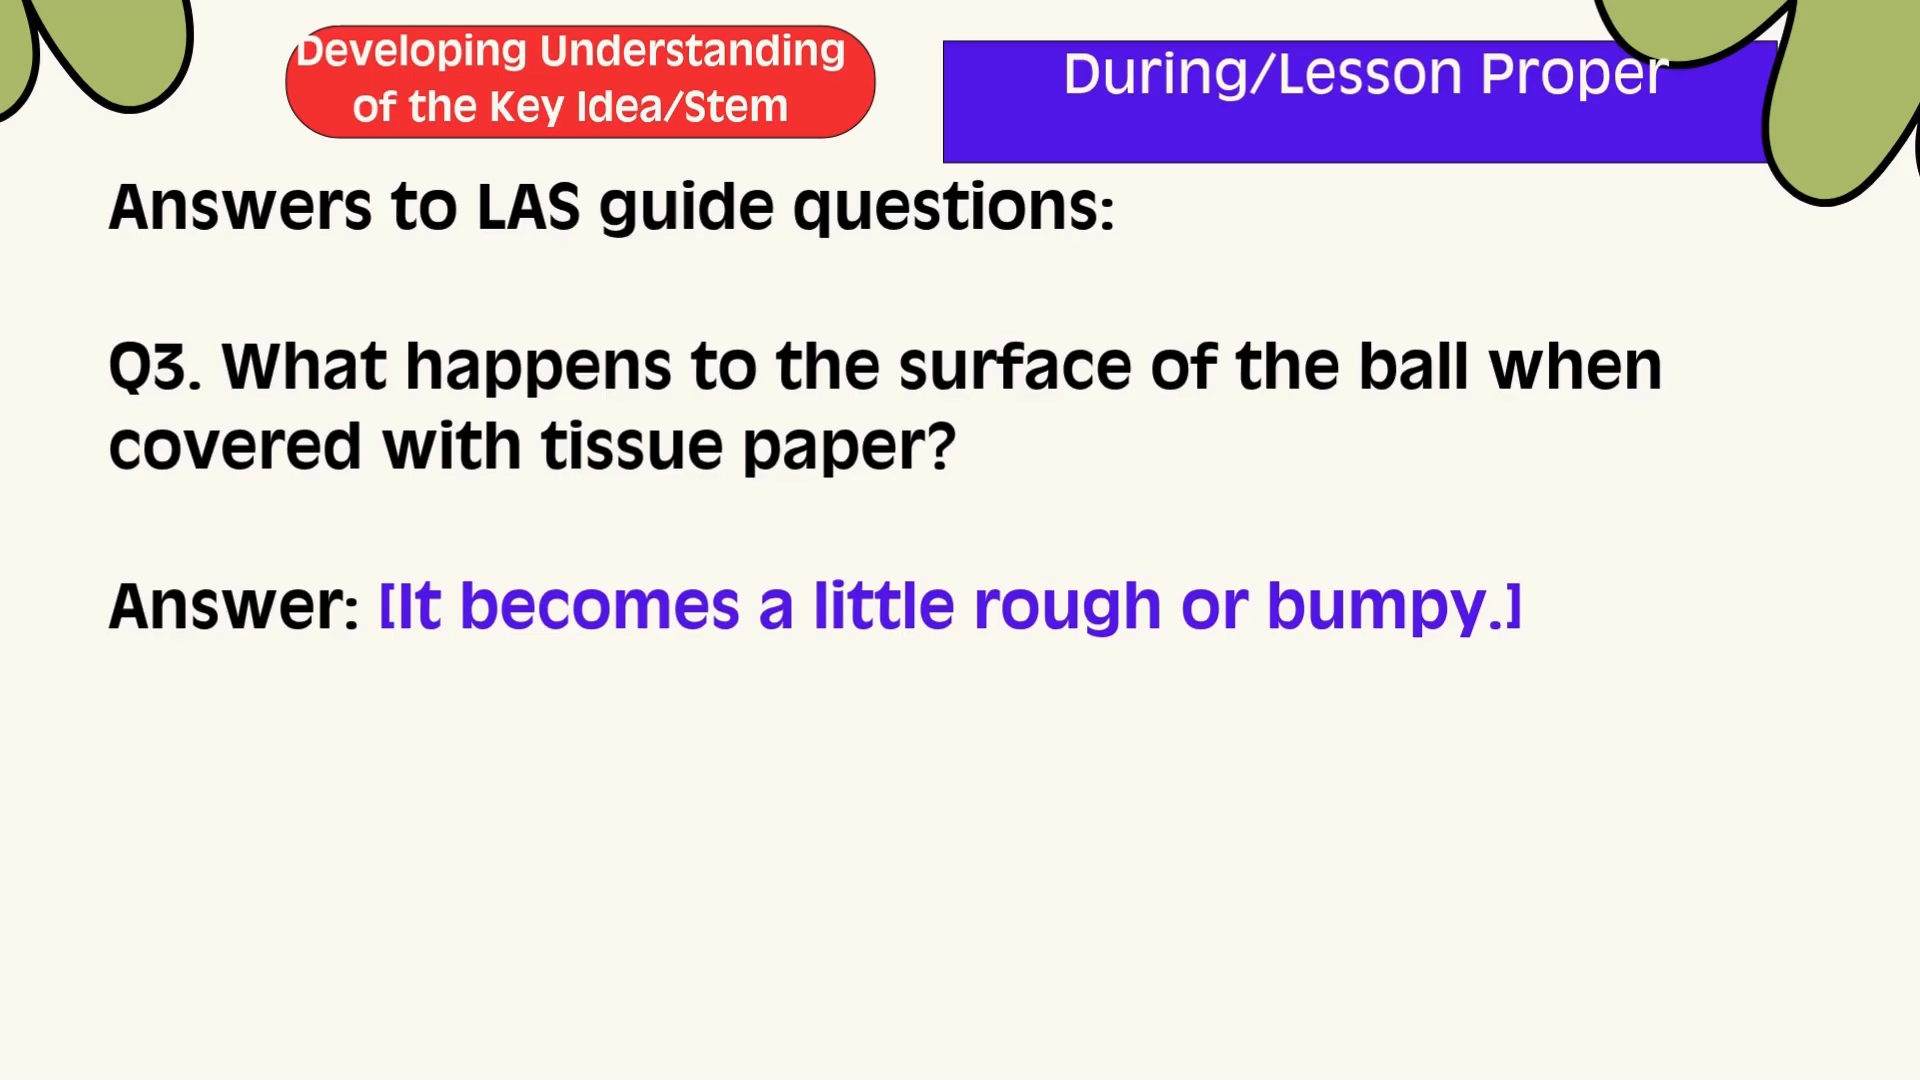 Developing Understanding
of the Key Idea/Stem
During/Lesson Proper
Answers to LAS guide questions:
Q3. What happens to the surface of the ball when
covered with tissue paper?
Answer: [It becomes a little rough or bumpy.]